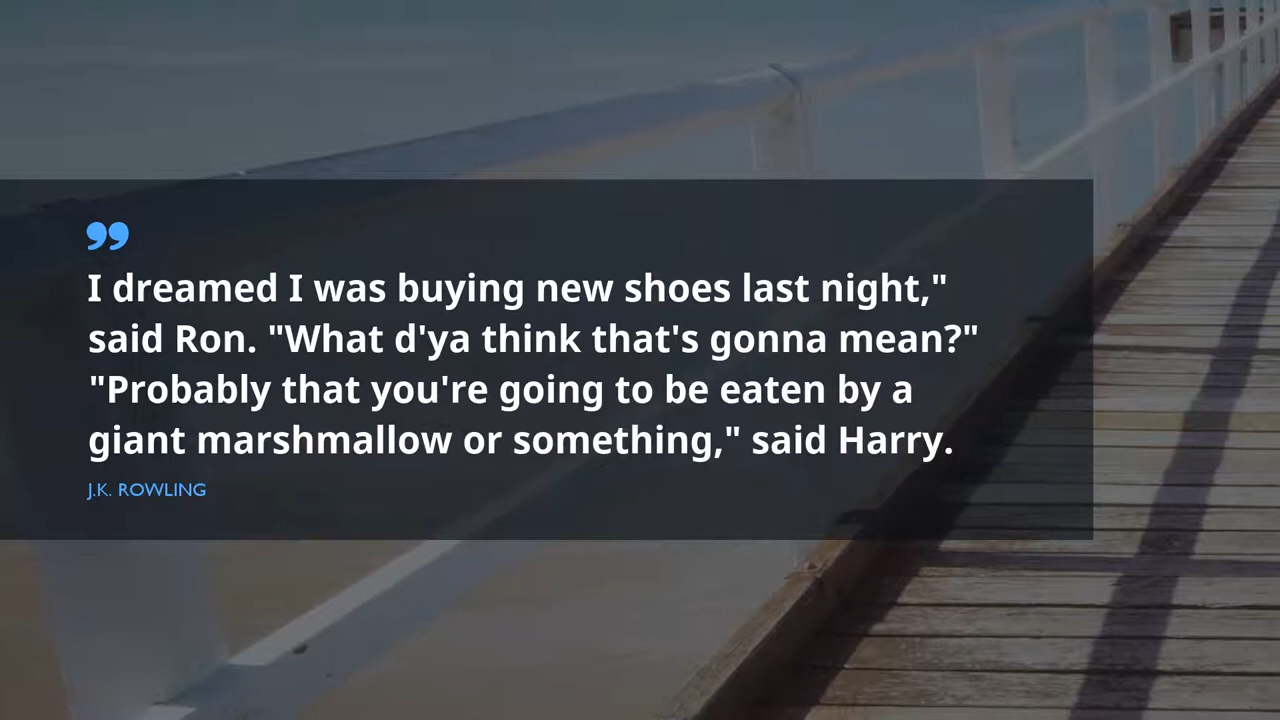 I dreamed I was buying new shoes last night,"
said Ron. "What d'ya think that's gonna mean?"
"Probably that you're going to be eaten by a
giant marshmallow or something," said Harry.
J.K. ROWLING